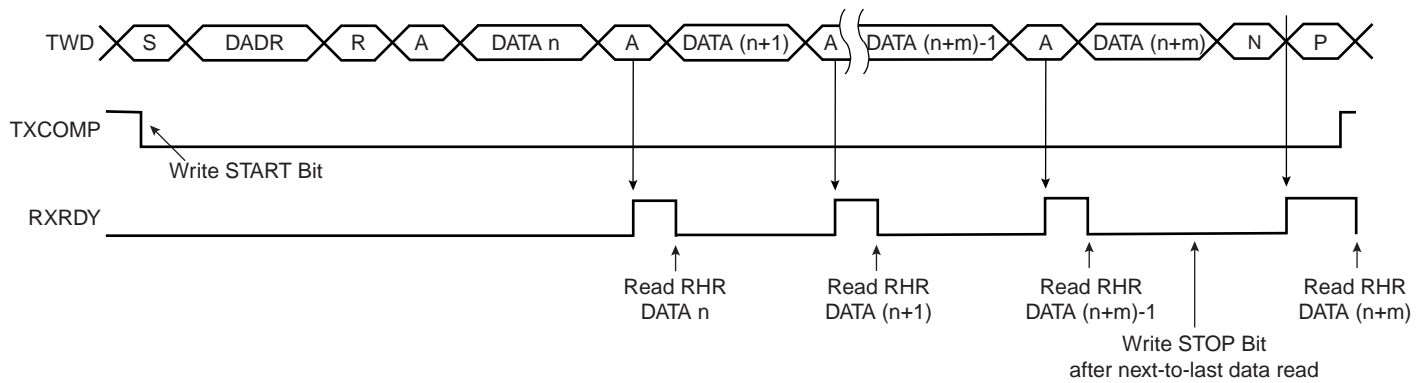 TWD S DADR R A DATA n A DATA (n+1) A DATA (n+m)-1 A DATA (n+m) N P
TXCOMP
Write START Bit
RXRDY
Read RHR Read RHR Read RHR Read RHR
DATA n DATA (n+1) DATA (n+m)-1 DATA (n+m)
Write STOP Bit
after next-to-last data read